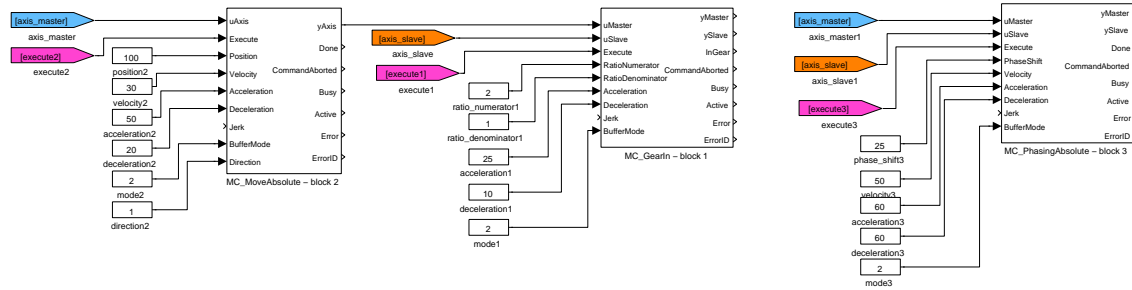 [axis_master]
axis_master
[execute2]
execute2
100
position2
30
velocity2
50
acceleration2
20
deceleration2
2
mode2
1
direction2
uAxis
Execute
Position
Velocity
Acceleration
Deceleration
Jerk
BufferMode
Direction
yAxis
Done
CommandAborted
Busy
Active
Error
ErrorID
MC_MoveAbsolute – block 2
[axis_slave]
axis_slave
[execute1]
execute1
2
ratio_numerator1
1
ratio_denominator1
25
acceleration1
10
deceleration1
2
mode1
uMaster
uSlave
Execute
RatioNumerator
RatioDenominator
Acceleration
Deceleration
Jerk
BufferMode
yMaster
ySlave
InGear
CommandAborted
Busy
Active
Error
ErrorID
MC_GearIn – block 1
[axis_master]
axis_master1
[axis_slave]
axis_slave1
[execute3]
execute3
25
phase_shift3
50
velocity3
60
acceleration3
60
deceleration3
2
mode3
uMaster
uSlave
Execute
PhaseShift
Velocity
Acceleration
Deceleration
Jerk
BufferMode
yMaster
ySlave
Done
CommandAborted
Busy
Active
Error
ErrorID
MC_PhasingAbsolute – block 3